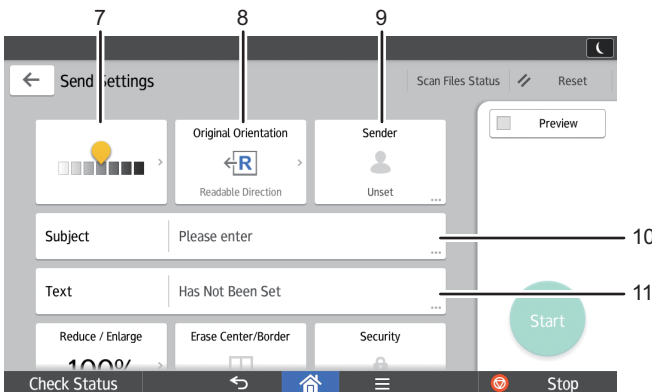 7 8 9
Send Settings Scan Files Status Reset
Original Orientation Sender Preview
R
Readable Direction Unset
Subject Please enter 10
Text Has Not Been Set 11
Start
Reduce / Enlarge Erase Center/Border Security
100%
Check Status Stop